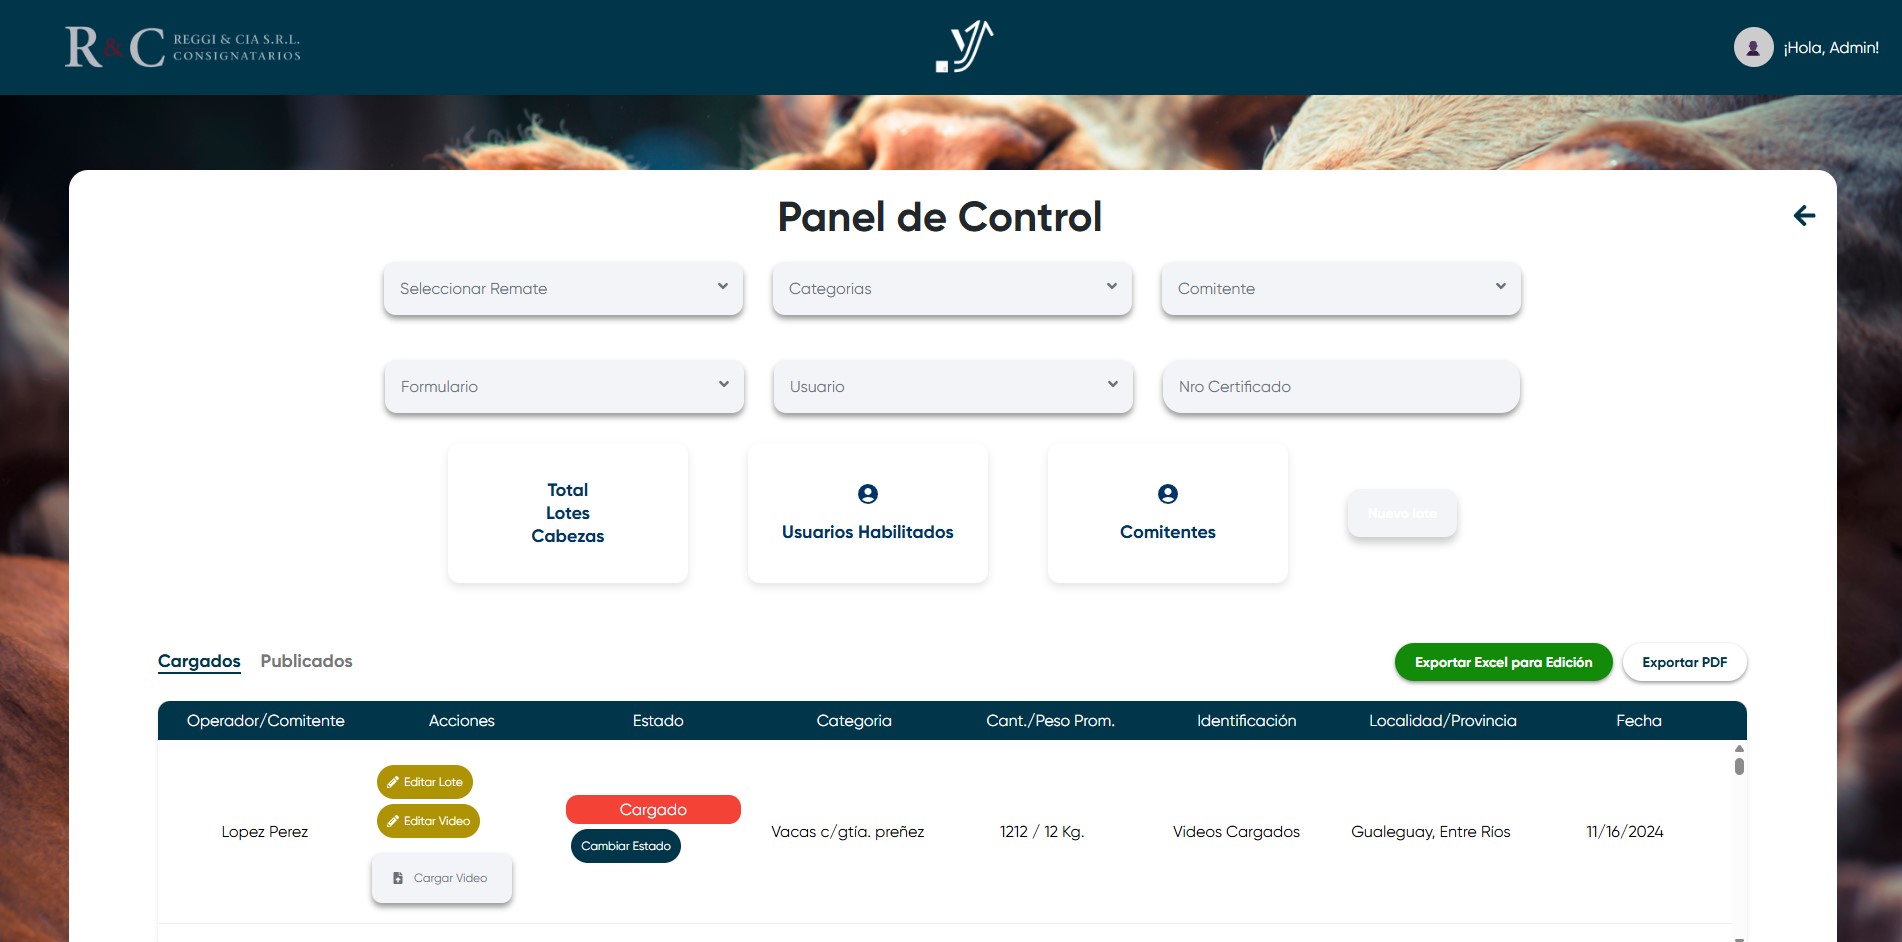 R&C REGGI & CIA S.R.L.
CONSIGNATARIOS
¡Hola, Admin!
Panel de Control
Seleccionar Remate
Categorias
Comitente
Formulario
Usuario
Nro Certificado
Total
Lotes
Cabezas
Usuarios Habilitados
Comitentes
Nuevo lote
Cargados
Publicados
Exportar Excel para Edición
Exportar PDF
Operador/Comitente
Acciones
Estado
Categoria
Cant./Peso Prom.
Identificación
Localidad/Provincia
Fecha
Lopez Perez
Editar Lote
Editar Video
Cargar Video
Cargado
Cambiar Estado
Vacas c/gtía. preñez
1212 / 12 Kg.
Videos Cargados
Gualeguay, Entre Ríos
11/16/2024